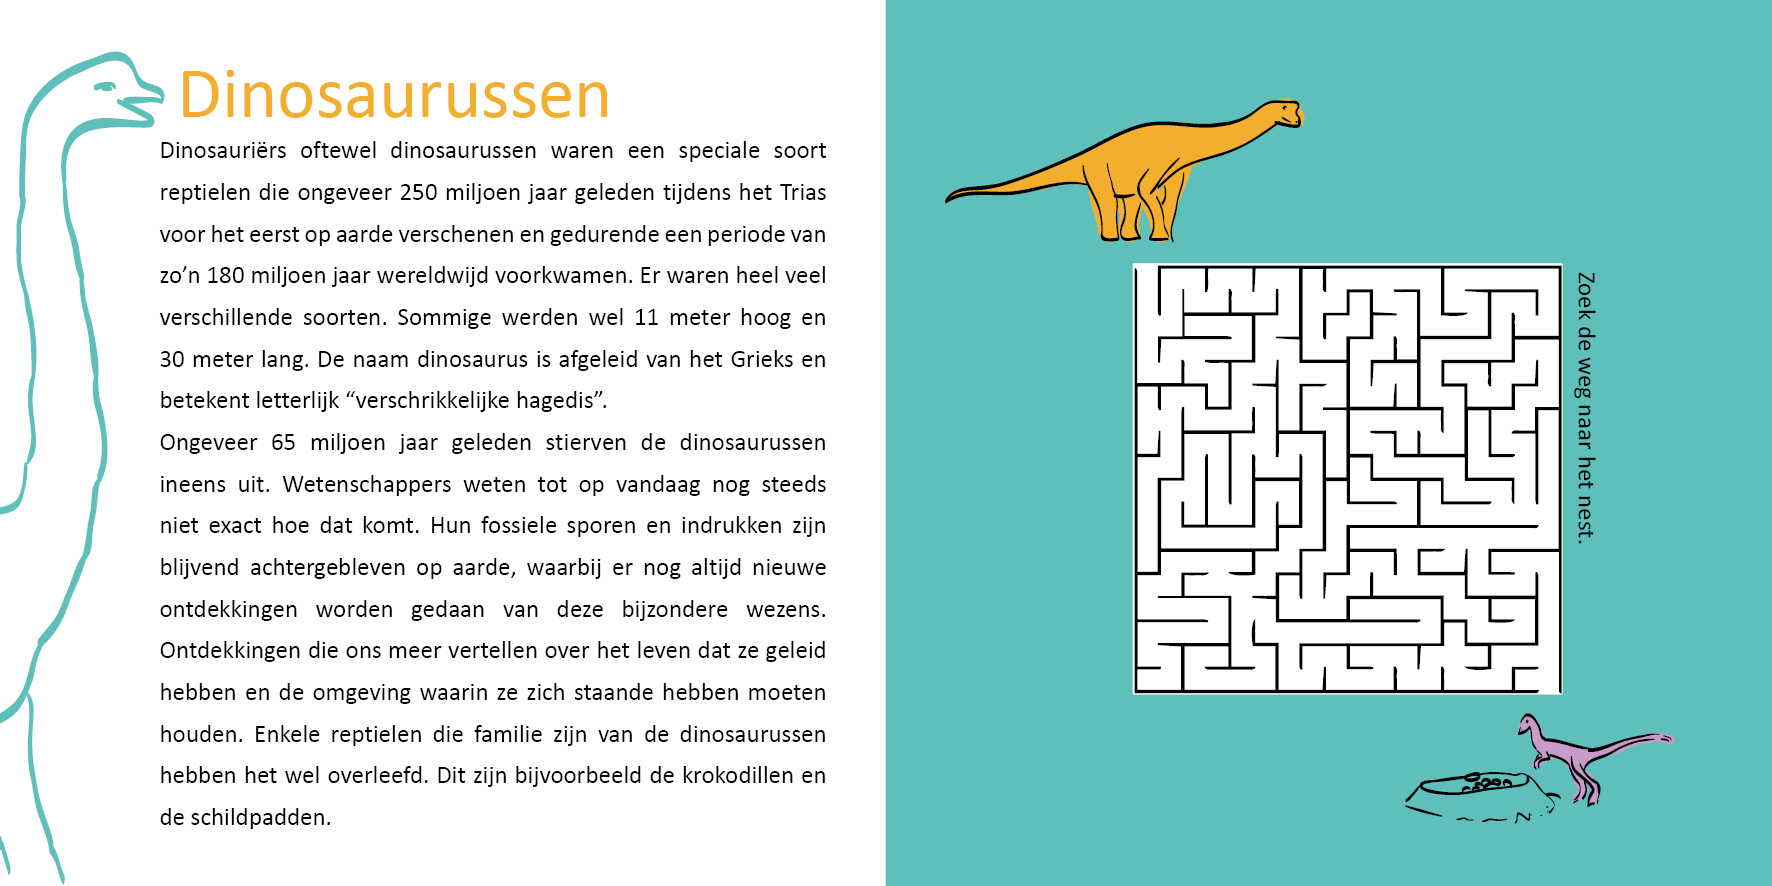 Dinosaurussen
Dinosauriërs oftewel dinosaurussen waren een speciale soort
reptielen die ongeveer 250 miljoen jaar geleden tijdens het Trias
voor het eerst op aarde verschenen en gedurende een periode van
zo’n 180 miljoen jaar wereldwijd voorkwamen. Er waren heel veel
verschillende soorten. Sommige werden wel 11 meter hoog en
30 meter lang. De naam dinosaurus is afgeleid van het Grieks en
betekent letterlijk “verschrikkelijke hagedis”.
Ongeveer 65 miljoen jaar geleden stierven de dinosaurussen
ineens uit. Wetenschappers weten tot op vandaag nog steeds
niet exact hoe dat komt. Hun fossiele sporen en indrukken zijn
blijvend achtergebleven op aarde, waarbij er nog altijd nieuwe
ontdekkingen worden gedaan van deze bijzondere wezens.
Ontdekkingen die ons meer vertellen over het leven dat ze geleid
hebben en de omgeving waarin ze zich staande hebben moeten
houden. Enkele reptielen die familie zijn van de dinosaurussen
hebben het wel overleefd. Dit zijn bijvoorbeeld de krokodillen en
de schildpadden.
Zoek de weg naar het nest.